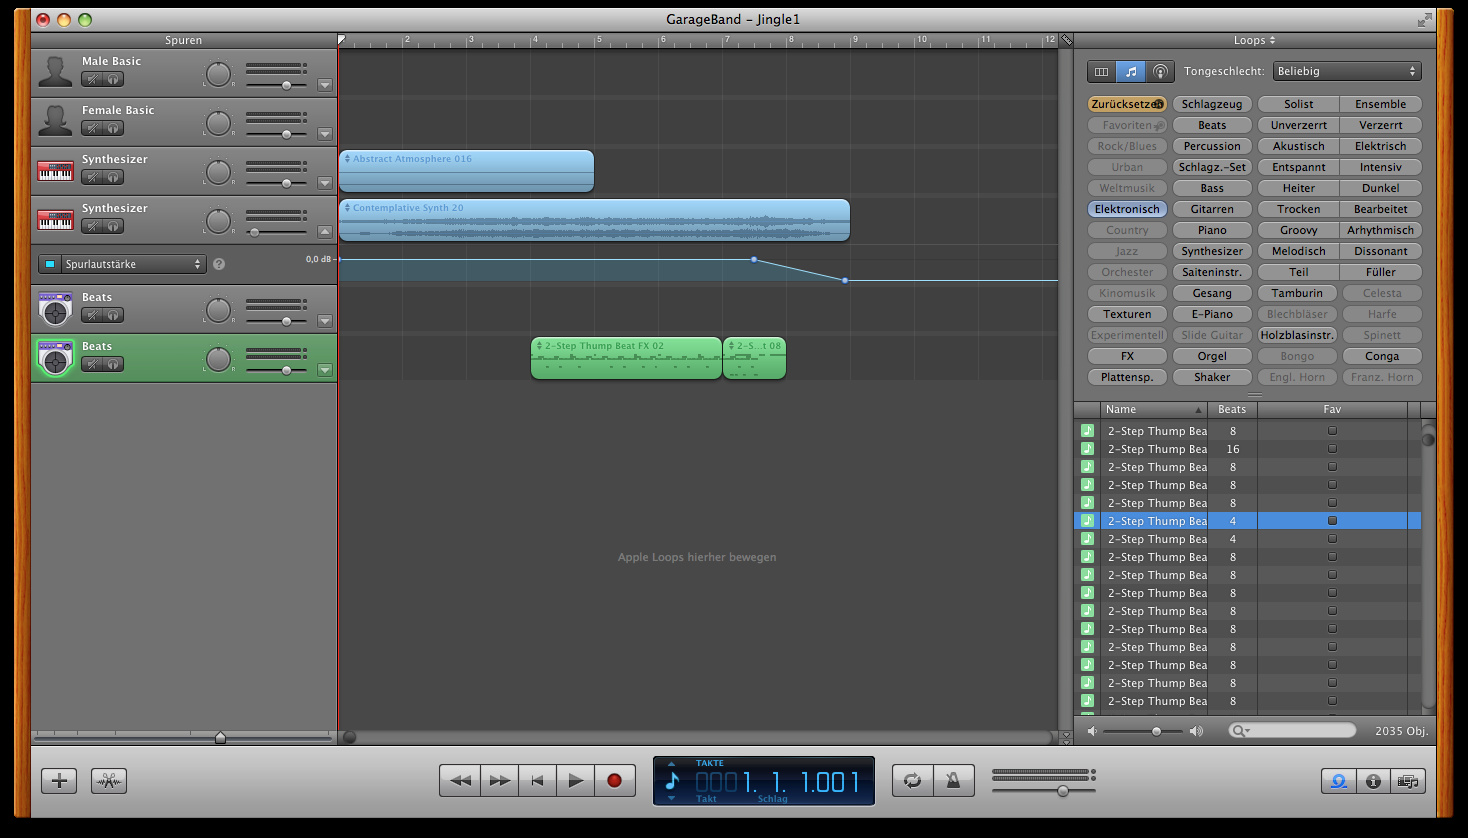 GarageBand – Jingle1
Spuren
2 3 4 5 6 7 8 9 10 11 12
Loops
Male Basic
L R
Female Basic
L R
Synthesizer
L R
Synthesizer
L R
Spurlautstärke
?
0,0 dB
Beats
L R
Beats
L R
Abstract Atmosphere 016
Contemplative Synth 20
2-Step Thump Beat FX 02
2-S...t 08
Apple Loops hierher bewegen
Tongeschlecht: Beliebig
Zurücksetzen Schlagzeug Solist Ensemble
Favoriten Beats Unverzerrt Verzerrt
Rock/Blues Percussion Akustisch Elektrisch
Urban Schlagz.-Set Entspannt Intensiv
Weltmusik Bass Heiter Dunkel
Elektronisch Gitarren Trocken Bearbeitet
Country Piano Groovy Arhythmisch
Jazz Synthesizer Melodisch Dissonant
Orchester Saiteninstr. Teil Füller
Kinomusik Gesang Tamburin Celesta
Texturen E-Piano Blechbläser Harfe
Experimentell Slide Guitar Holzblasinstr. Spinett
FX Orgel Bongo Conga
Plattensp. Shaker Engl. Horn Franz. Horn
Name Beats Fav
2-Step Thump Bea 8
2-Step Thump Bea 16
2-Step Thump Bea 8
2-Step Thump Bea 8
2-Step Thump Bea 8
2-Step Thump Bea 4
2-Step Thump Bea 4
2-Step Thump Bea 8
2-Step Thump Bea 8
2-Step Thump Bea 8
2-Step Thump Bea 8
2-Step Thump Bea 8
2-Step Thump Bea 8
2-Step Thump Bea 8
2-Step Thump Bea 8
2-Step Thump Bea 8
2035 Obj.
TAKTE
0001. 1. 1.001
Takt Schlag